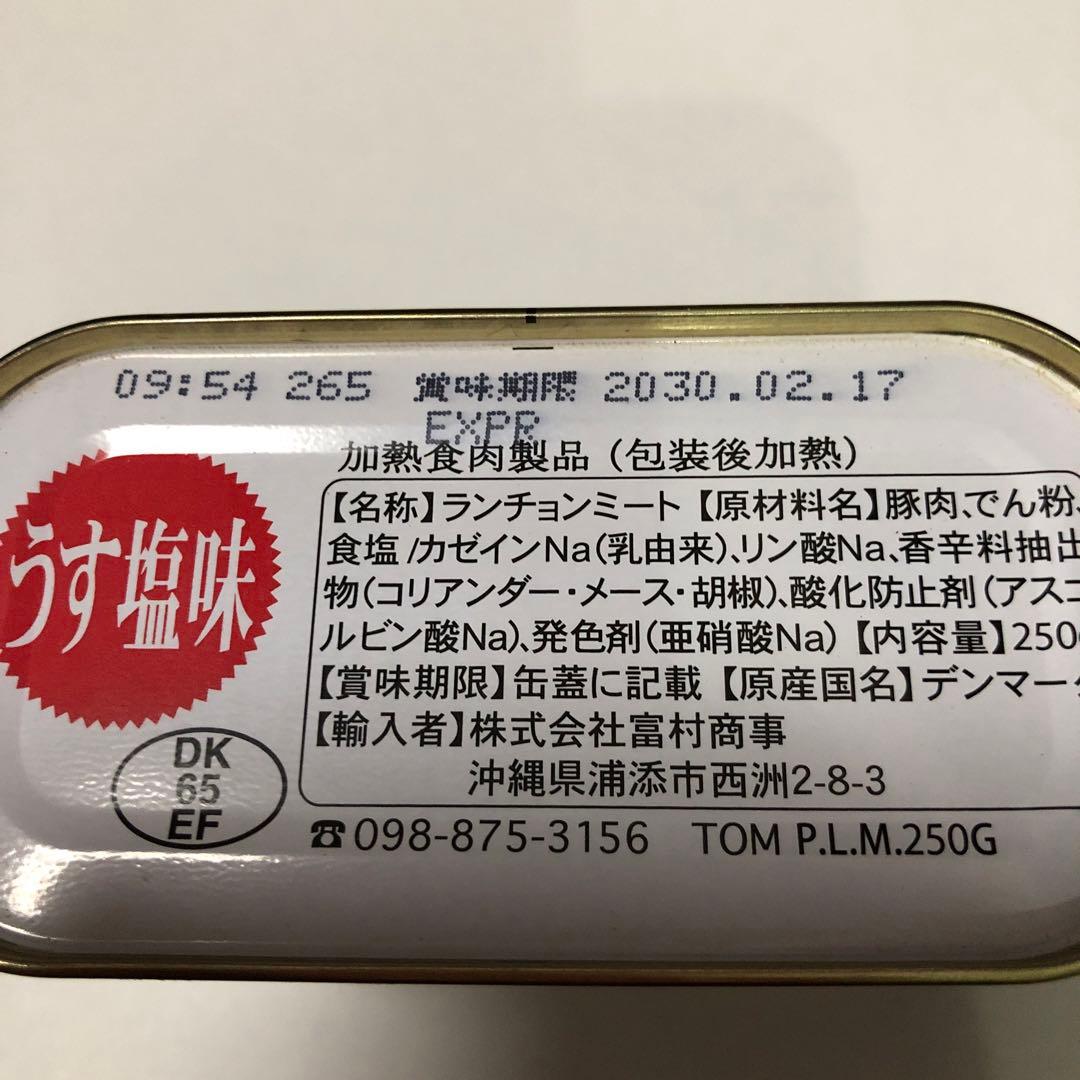 09:54 265 賞味期限 2030.02.17
EXPR
加熱食肉製品(包装後加熱)
【名称】ランチョンミート【原材料名】豚肉、でん粉、
食塩/カゼインNa(乳由来)、リン酸Na、香辛料抽出
物(コリアンダー・メース・胡椒)、酸化防止剤(アスコ
ルビン酸Na)、発色剤(亜硝酸Na)【内容量】250
【賞味期限】缶蓋に記載【原産国名】デンマーク
【輸入者】株式会社富村商事
沖縄県浦添市西洲2-8-3
☎098-875-3156 TOM P.L.M.250G
うす塩味
DK
65
EF